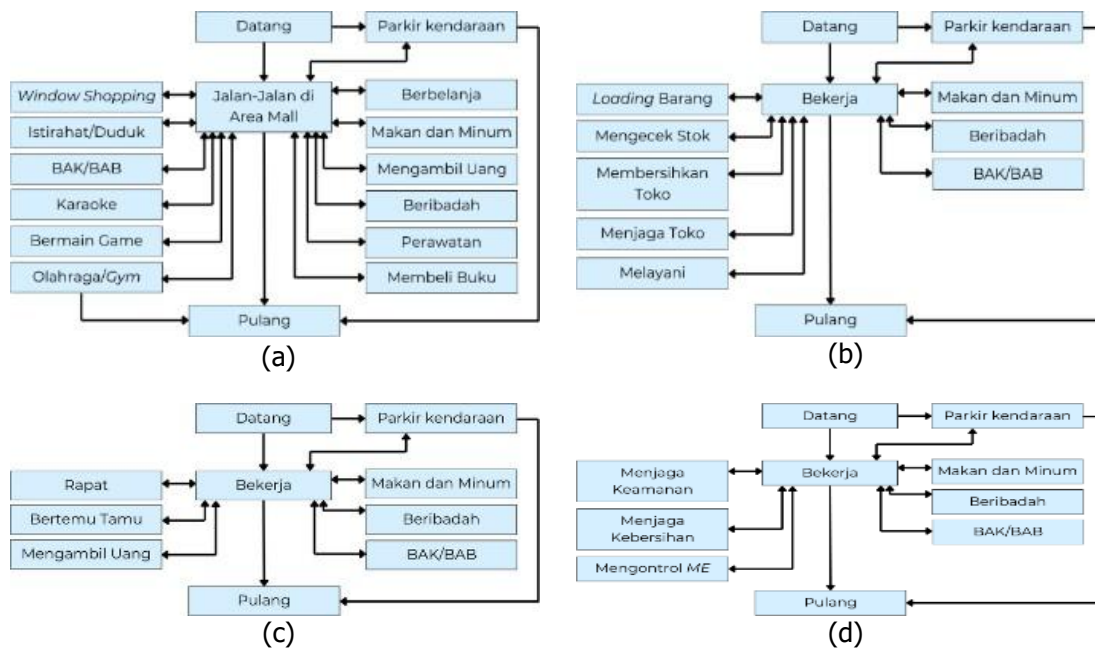 Datang
Parkir kendaraan
Window Shopping
Jalan-Jalan di
Area Mall
Berbelanja
Istirahat/Duduk
Makan dan Minum
BAK/BAB
Mengambil Uang
Karaoke
Beribadah
Bermain Game
Perawatan
Olahraga/Gym
Membeli Buku
Pulang
(a)
Datang
Parkir kendaraan
Loading Barang
Bekerja
Makan dan Minum
Mengecek Stok
Beribadah
Membersihkan
Toko
BAK/BAB
Menjaga Toko
Melayani
Pulang
(b)
Datang
Parkir kendaraan
Rapat
Bekerja
Makan dan Minum
Bertemu Tamu
Beribadah
Mengambil Uang
BAK/BAB
Pulang
(c)
Datang
Parkir kendaraan
Menjaga
Keamanan
Bekerja
Makan dan Minum
Beribadah
Menjaga
Kebersihan
BAK/BAB
Mengontrol ME
Pulang
(d)